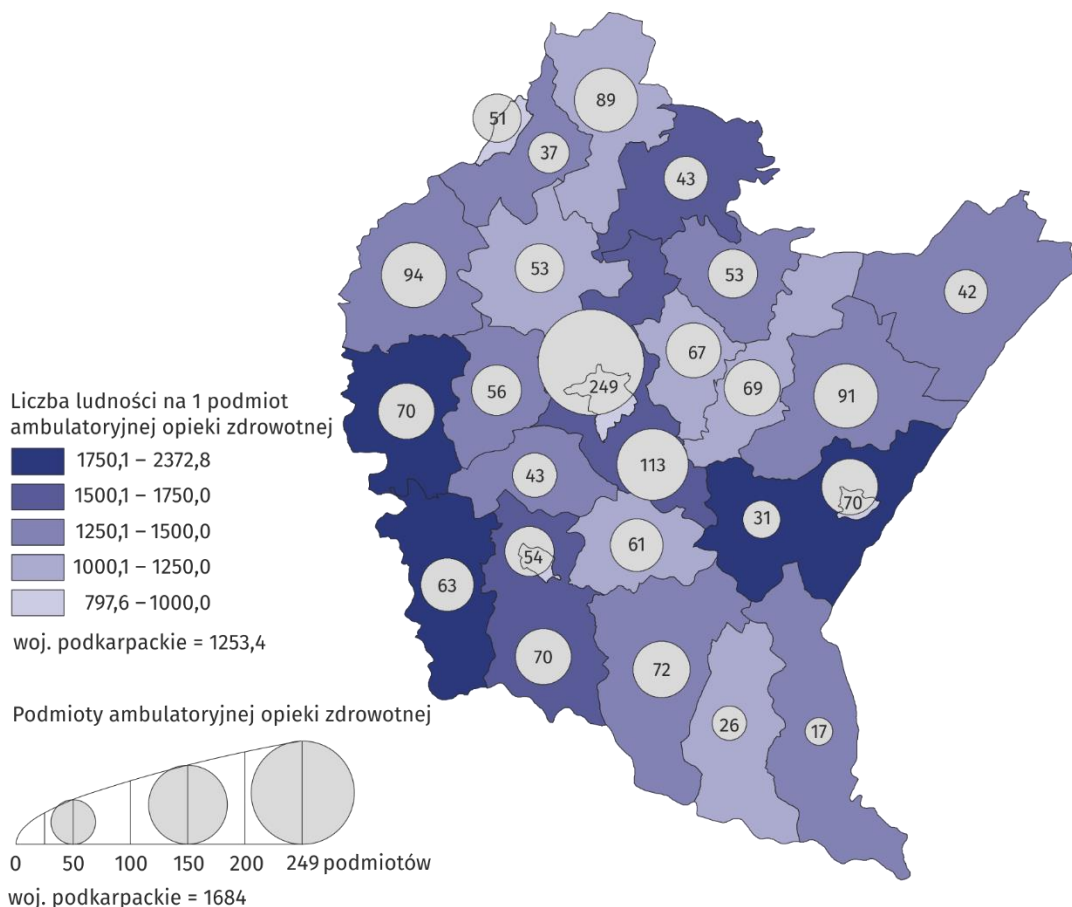 89
51
37
43
94
53
53
42
67
249
69
91
56
70
113
43
70
31
61
54
63
70
72
26
17
Liczba ludności na 1 podmiot
ambulatoryjnej opieki zdrowotnej
1750,1 – 2372,8
1500,1 – 1750,0
1250,1 – 1500,0
1000,1 – 1250,0
797,6 – 1000,0
woj. podkarpackie = 1253,4
Podmioty ambulatoryjnej opieki zdrowotnej
0 50 100 150 200 249 podmiotów
woj. podkarpackie = 1684